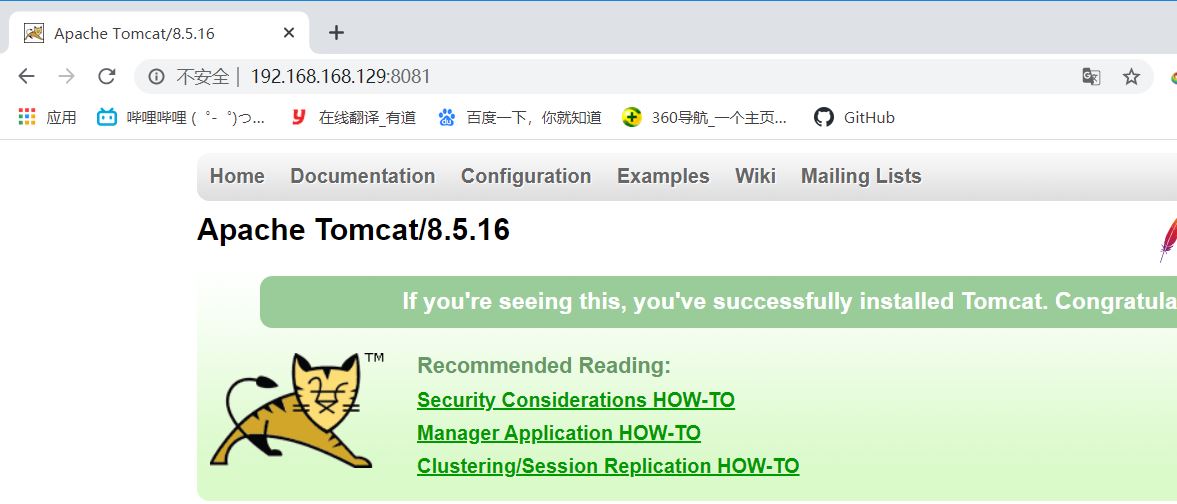 Apache Tomcat/8.5.16
不安全 | 192.168.168.129:8081
应用 哔哩哔哩 (゜-゜)つ... 在线翻译_有道 百度一下，你就知道 360导航_一个主页... GitHub
Home Documentation Configuration Examples Wiki Mailing Lists
Apache Tomcat/8.5.16
If you're seeing this, you've successfully installed Tomcat. Congratula
TM
Recommended Reading:
Security Considerations HOW-TO
Manager Application HOW-TO
Clustering/Session Replication HOW-TO